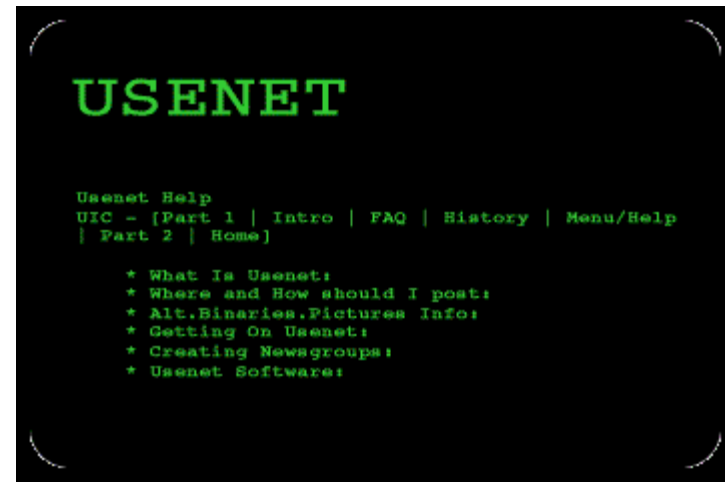 USENET
Usenet Help
UIC - [Part 1 | Intro | FAQ | History | Menu/Help
| Part 2 | Home]
* What Is Usenet:
* Where and How should I post:
* Alt.Binaries.Pictures Info:
* Getting On Usenet:
* Creating Newsgroups:
* Usenet Software: